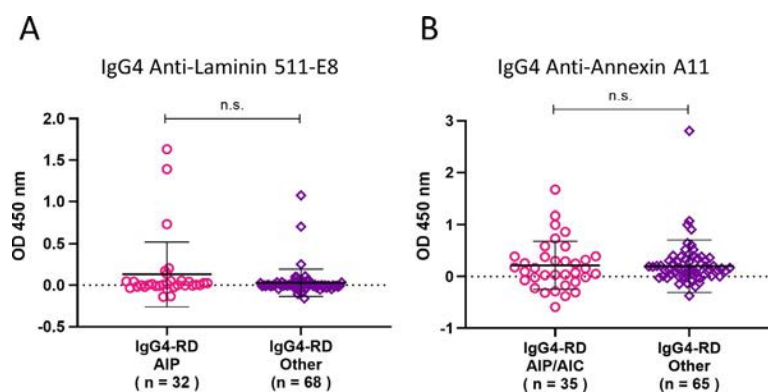 A
IgG4 Anti-Laminin 511-E8
n.s.
OD 450 nm
2.0
1.5
1.0
0.5
0.0
-0.5
IgG4-RD
AIP
( n = 32 )
IgG4-RD
Other
( n = 68 )
B
IgG4 Anti-Annexin A11
n.s.
OD 450 nm
3
2
1
0
-1
IgG4-RD
AIP/AIC
( n = 35 )
IgG4-RD
Other
( n = 65 )